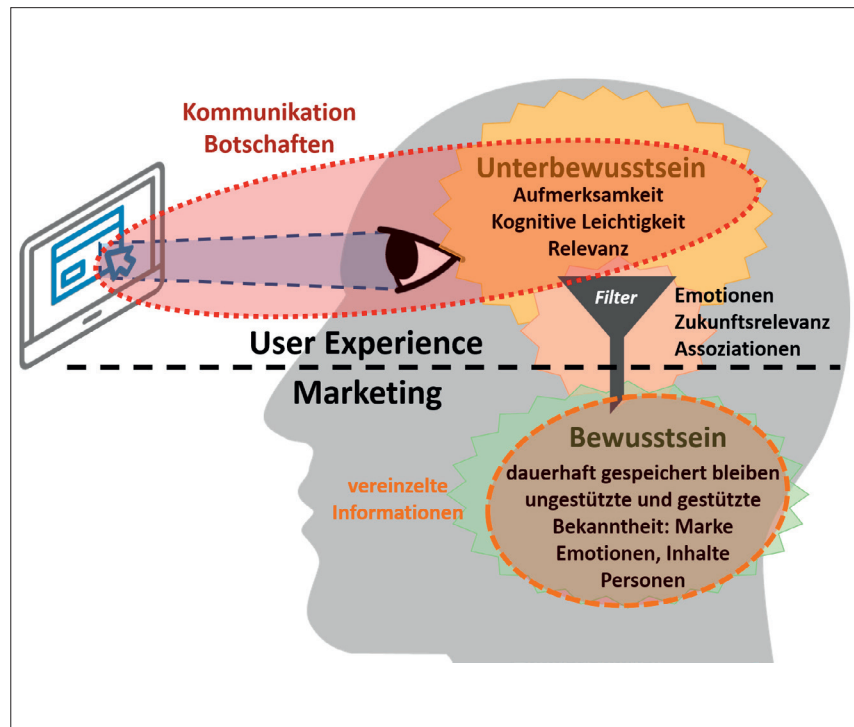 Kommunikation
Botschaften
Unterbewusstsein
Aufmerksamkeit
Kognitive Leichtigkeit
Relevanz
Filter
Emotionen
Zukunftsrelevanz
Assoziationen
User Experience
Marketing
Bewusstsein
dauerhaft gespeichert bleiben
ungestützte und gestützte
Bekanntheit: Marke
Emotionen, Inhalte
Personen
vereinzelte
Informationen